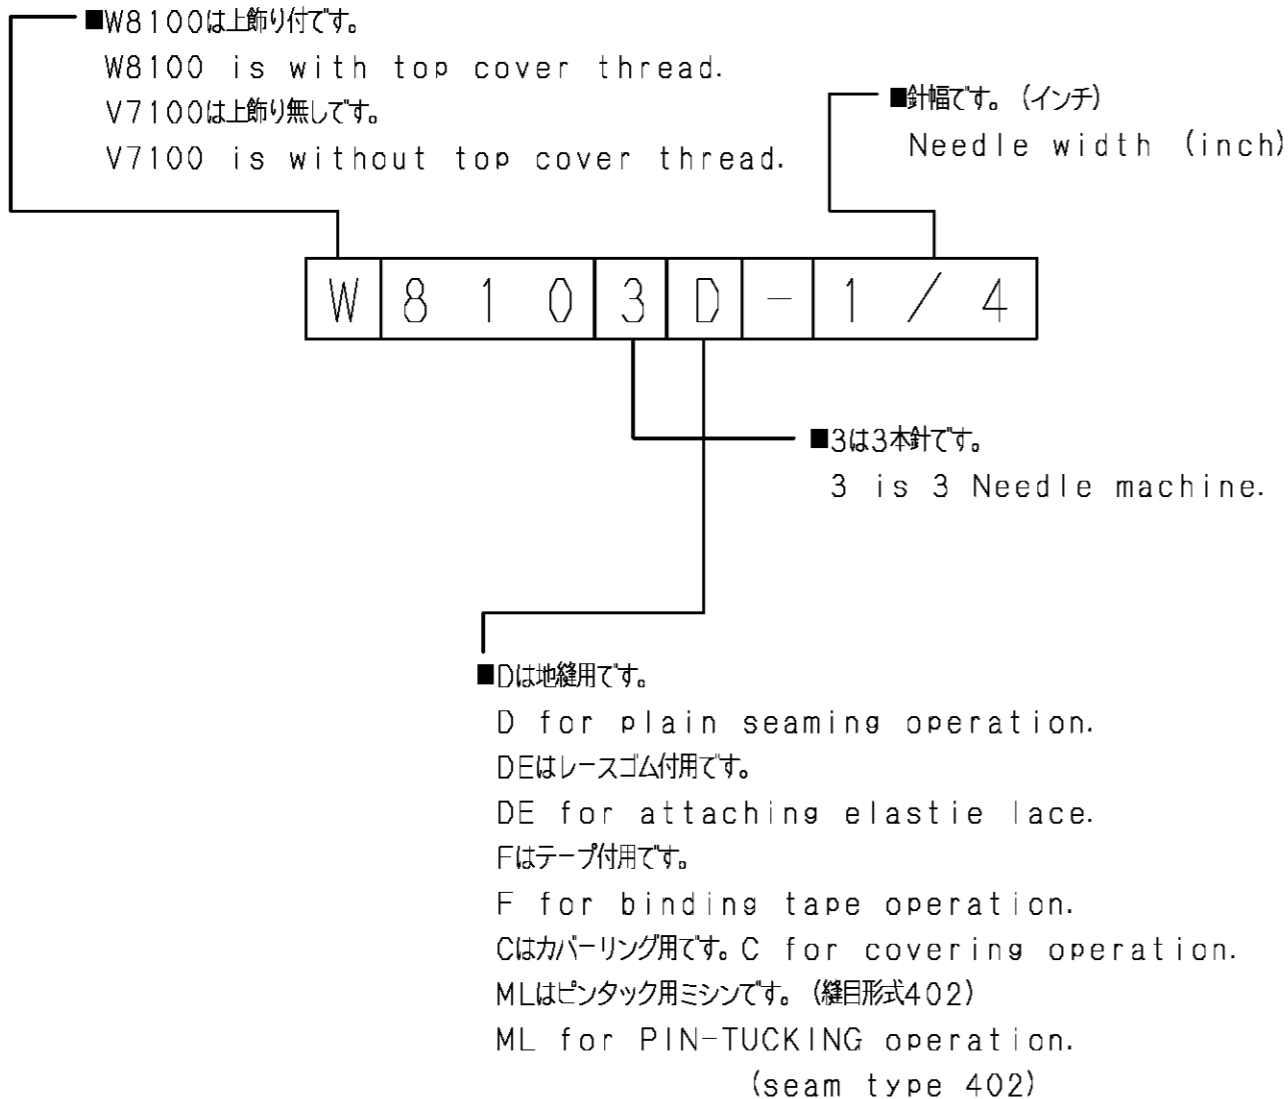 ■W8100は上飾り付です。
W8100 is with top cover thread.
V7100は上飾り無しです。
V7100 is without top cover thread.
■針幅です。(インチ)
Needle width (inch)
W 8 1 0 3 D - 1 / 4
■3は3本針です。
3 is 3 Needle machine.
■Dは地縫用です。
D for plain seaming operation.
DEはレースゴム付用です。
DE for attaching elastie lace.
Fはテープ付用です。
F for binding tape operation.
Cはカバーリング用です。C for covering operation.
MLはピンタック用ミシンです。(縫目形式402)
ML for PIN-TUCKING operation.
(seam type 402)